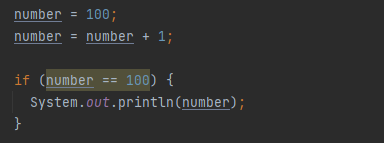 number = 100;
number = number + 1;
if (number == 100) {
System.out.println(number);
}